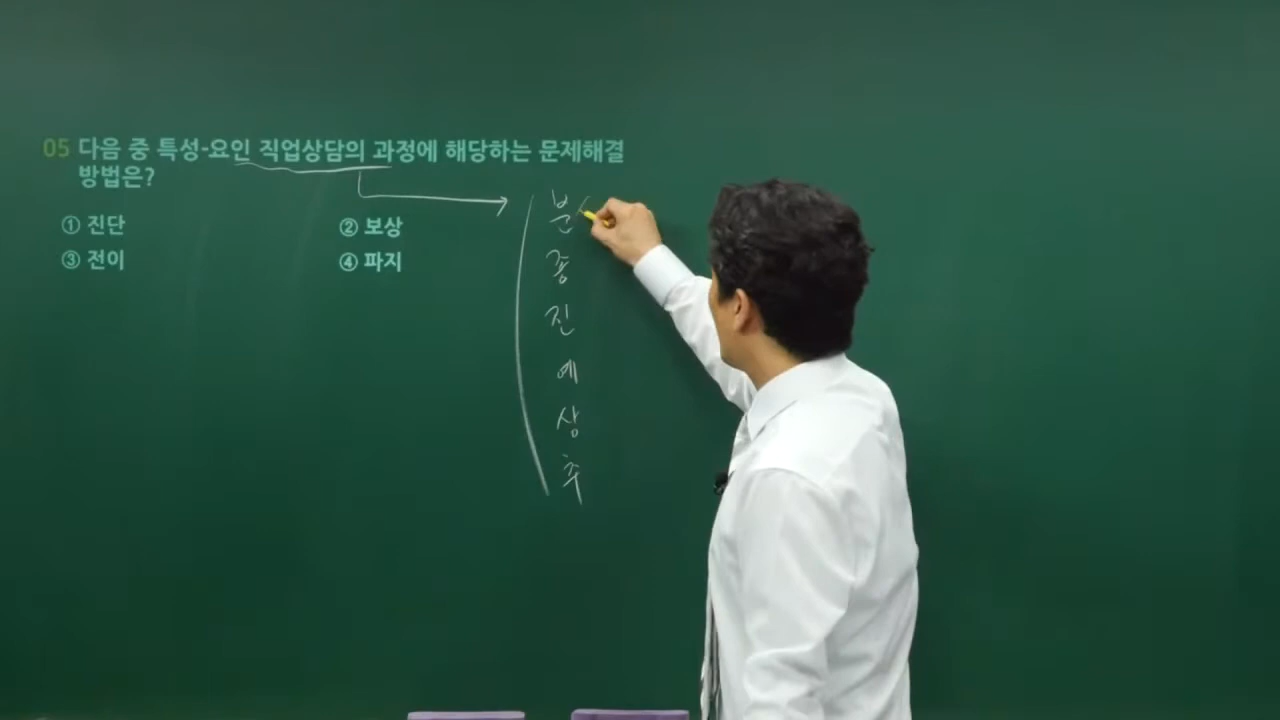 05 다음 중 특성-요인 직업상담의 과정에 해당하는 문제해결
방법은?
① 진단 ② 보상
③ 전이 ④ 파지
분
종
진
예
상
추